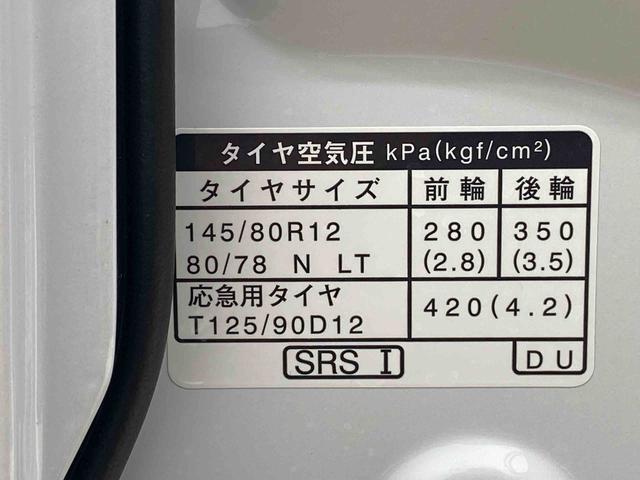 タイヤ空気圧 kPa(kgf/cm²)
タイヤサイズ 前輪 後輪
145/80R12 280 350
80/78 N LT (2.8) (3.5)
応急用タイヤ 420(4.2)
T125/90D12
SRS I
DU